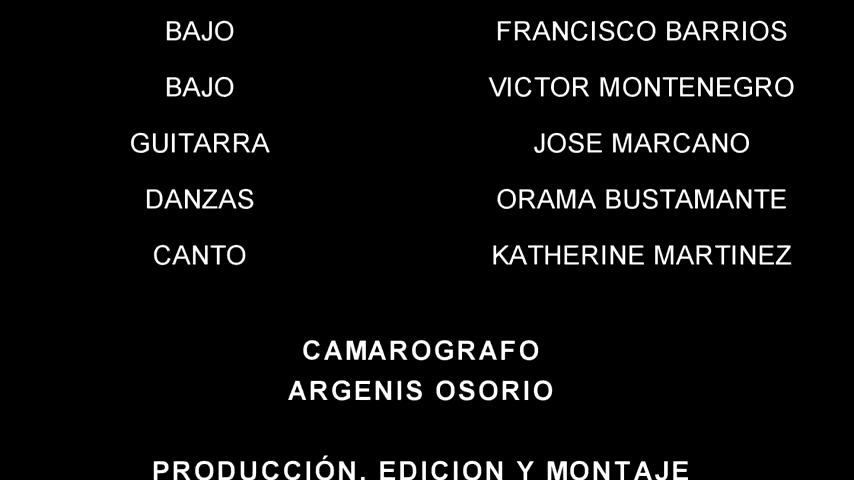 BAJO FRANCISCO BARRIOS
BAJO VICTOR MONTENEGRO
GUITARRA JOSE MARCANO
DANZAS ORAMA BUSTAMANTE
CANTO KATHERINE MARTINEZ
CAMAROGRAFO
ARGENIS OSORIO
PRODUCCIÓN, EDICION Y MONTAJE